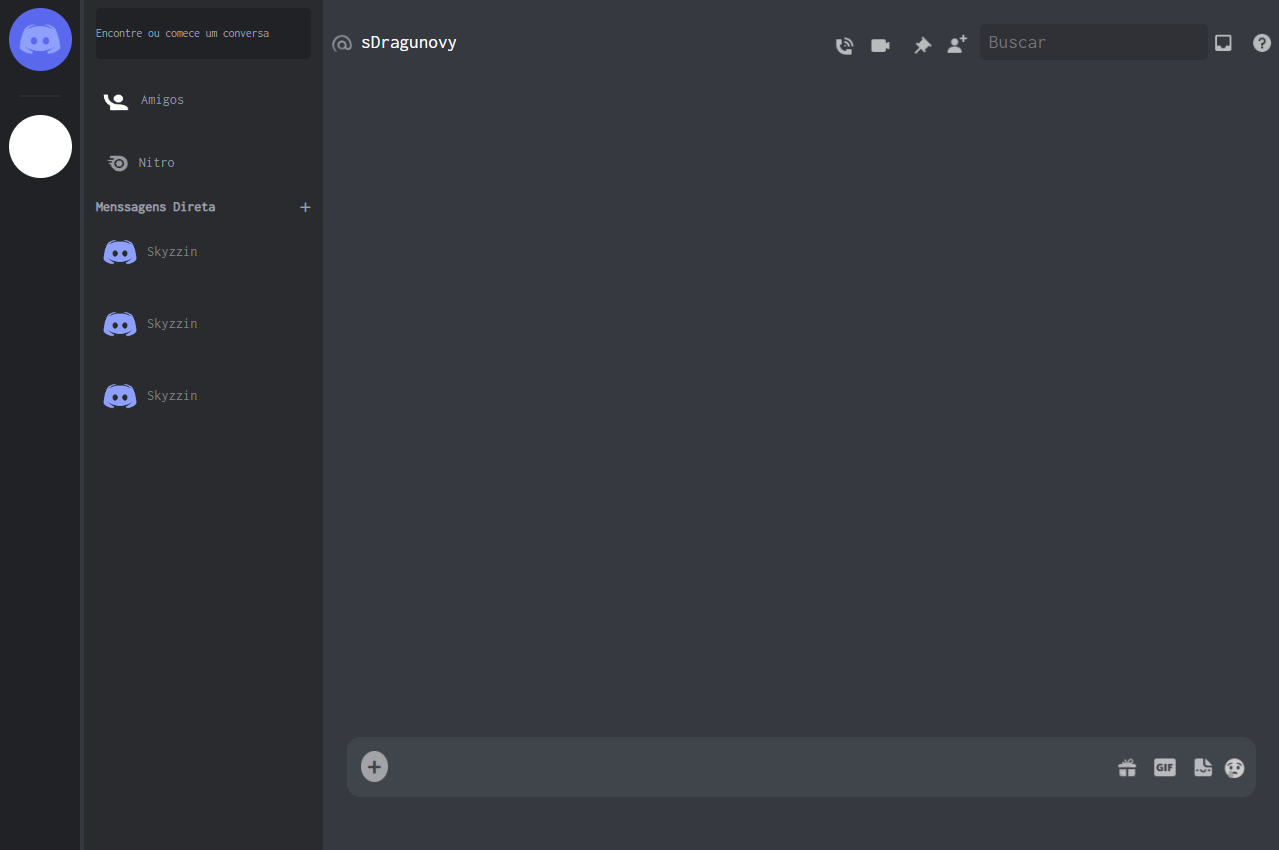 Encontre ou comece um conversa
Amigos
Nitro
Menssagens Direta
Skyzzin
Skyzzin
Skyzzin
@ sDragunovy
Buscar
GIF